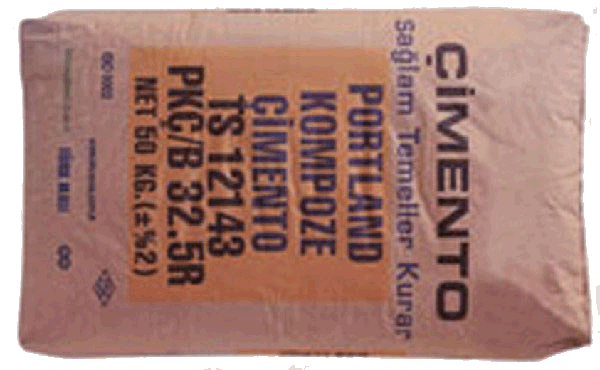 ÇİMENTO
Sağlam Temeller Kurar
PORTLAND
KOMPOZE
ÇİMENTO
TS 12143
PKÇ/B 32.5R
NET 50 KG.(±%2)